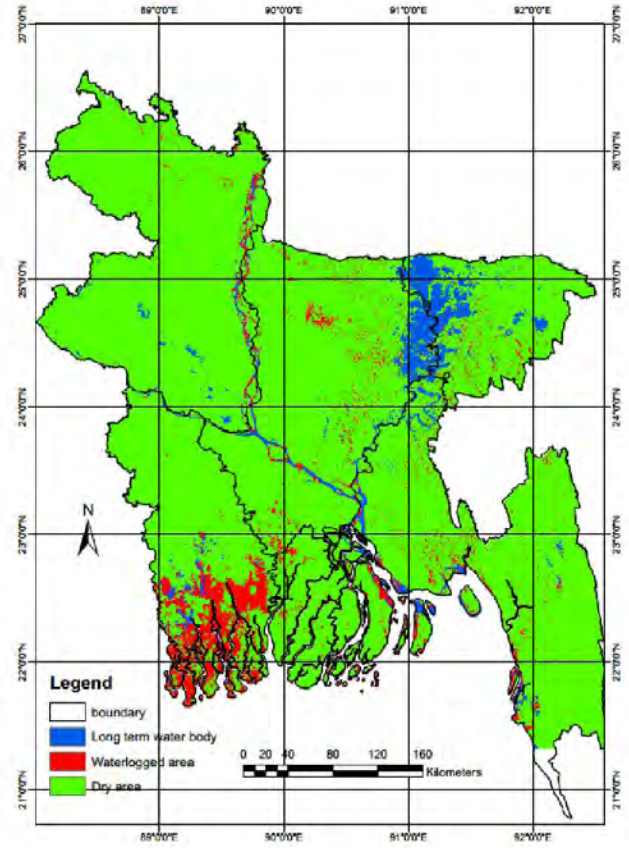 89°0'0"E 90°0'0"E 91°0'0"E 92°0'0"E
27°0'0"N 27°0'0"N
26°0'0"N 26°0'0"N
25°0'0"N 25°0'0"N
24°0'0"N 24°0'0"N
23°0'0"N 23°0'0"N
22°0'0"N 22°0'0"N
21°0'0"N 21°0'0"N
N
Legend
boundary
Long term water body
Waterlogged area
Dry area
0 20 40 80 120 160
Kilometers
89°0'0"E 90°0'0"E 91°0'0"E 92°0'0"E